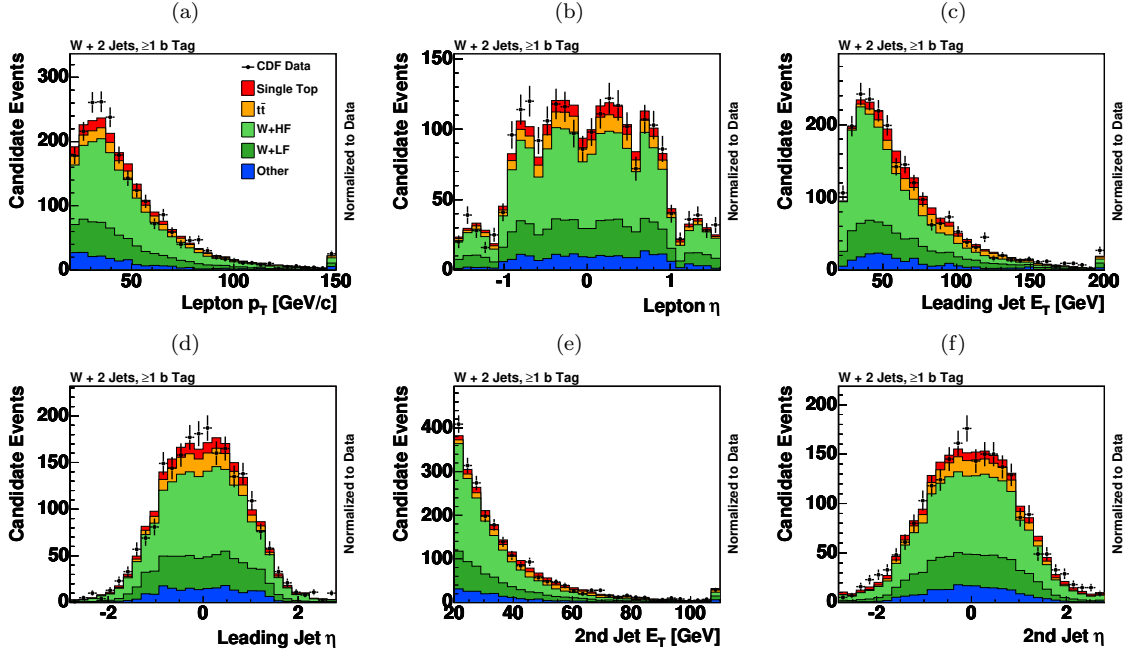 (a)
W + 2 Jets, ≥1 b Tag
Candidate Events
300
200
100
0
50
100
150
Lepton p_T [GeV/c]
Normalized to Data
CDF Data
Single Top
tt̄
W+HF
W+LF
Other
(b)
W + 2 Jets, ≥1 b Tag
Candidate Events
150
100
50
0
-1
0
1
Lepton η
Normalized to Data
(c)
W + 2 Jets, ≥1 b Tag
Candidate Events
200
100
0
50
100
150
200
Leading Jet E_T [GeV]
Normalized to Data
(d)
W + 2 Jets, ≥1 b Tag
Candidate Events
200
150
100
50
0
-2
0
2
Leading Jet η
Normalized to Data
(e)
W + 2 Jets, ≥1 b Tag
Candidate Events
400
300
200
100
0
20
40
60
80
100
2nd Jet E_T [GeV]
Normalized to Data
(f)
W + 2 Jets, ≥1 b Tag
Candidate Events
200
150
100
50
0
-2
0
2
2nd Jet η
Normalized to Data